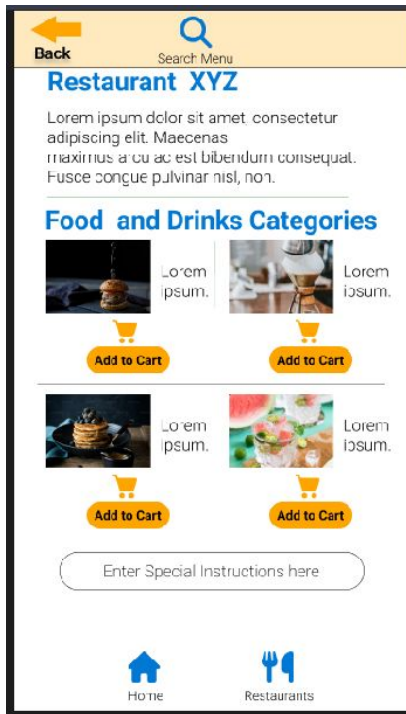 Back
Search Menu
Restaurant XYZ
Lorem ipsum dolor sit amet, consectetur
adipiscing elit. Maecenas
maximus arcu ac est bibendum consequat.
Fusce congue pulvinar nisl, non.
Food and Drinks Categories
Lorem
ipsum.
Lorem
ipsum.
Add to Cart
Add to Cart
Lorem
ipsum.
Lorem
ipsum.
Add to Cart
Add to Cart
Enter Special Instructions here
Home
Restaurants